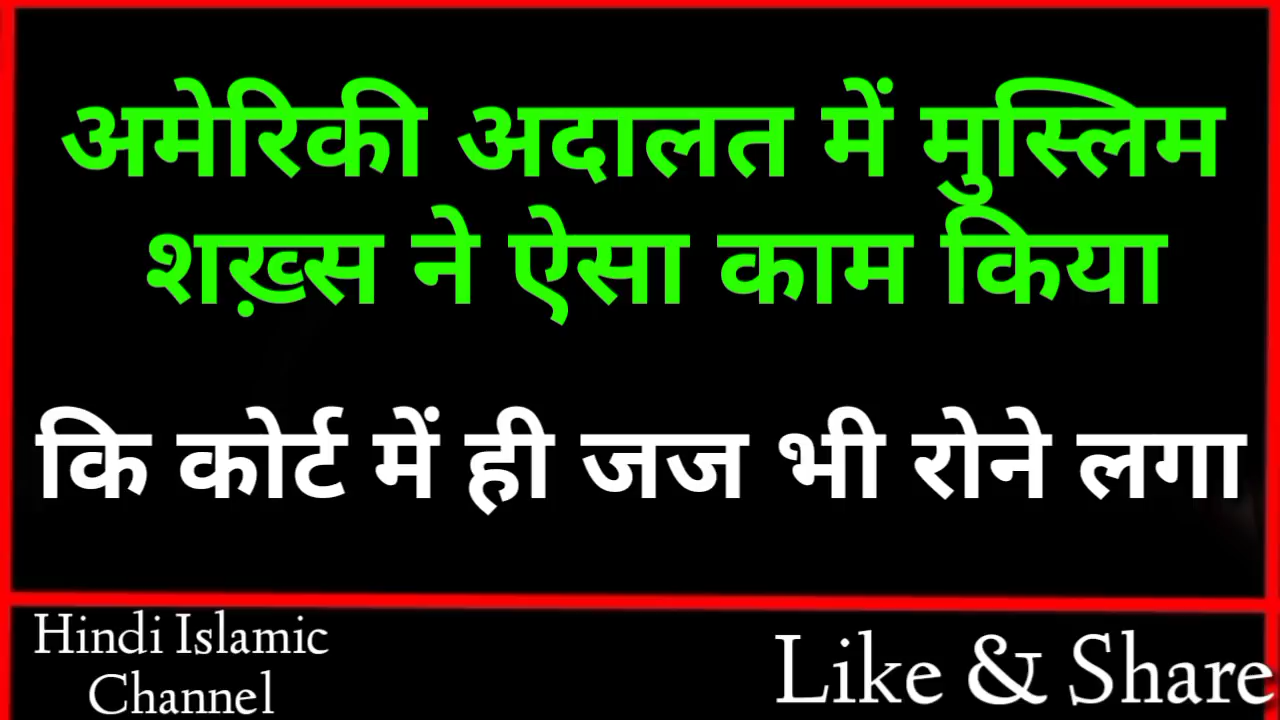 अमेरिकी अदालत में मुस्लिम
शख़्स ने ऐसा काम किया
कि कोर्ट में ही जज भी रोने लगा
Hindi Islamic
Channel
Like & Share